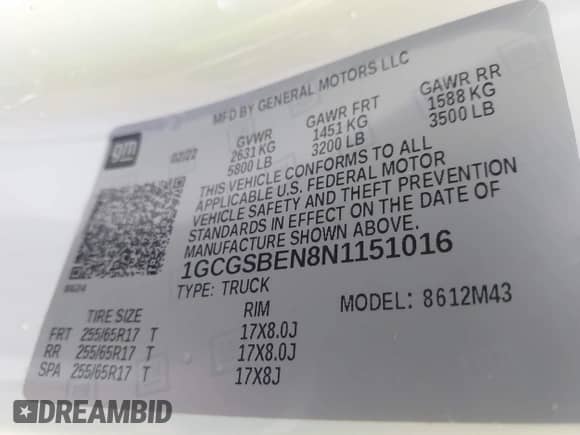 MFD BY GENERAL MOTORS LLC
gm
02/22 GVWR GAWR FRT GAWR RR
2631 KG 1451 KG 1588 KG
5800 LB 3200 LB 3500 LB
THIS VEHICLE CONFORMS TO ALL
APPLICABLE U.S. FEDERAL MOTOR
VEHICLE SAFETY AND THEFT PREVENTION
STANDARDS IN EFFECT ON THE DATE OF
MANUFACTURE SHOWN ABOVE.
1GCGSBEN8N1151016
TYPE: TRUCK MODEL: 8612M43
TIRE SIZE RIM
FRT 255/65R17 T 17X8.0J
RR 255/65R17 T 17X8.0J
SPA 255/65R17 T 17X8J
DREAMBID